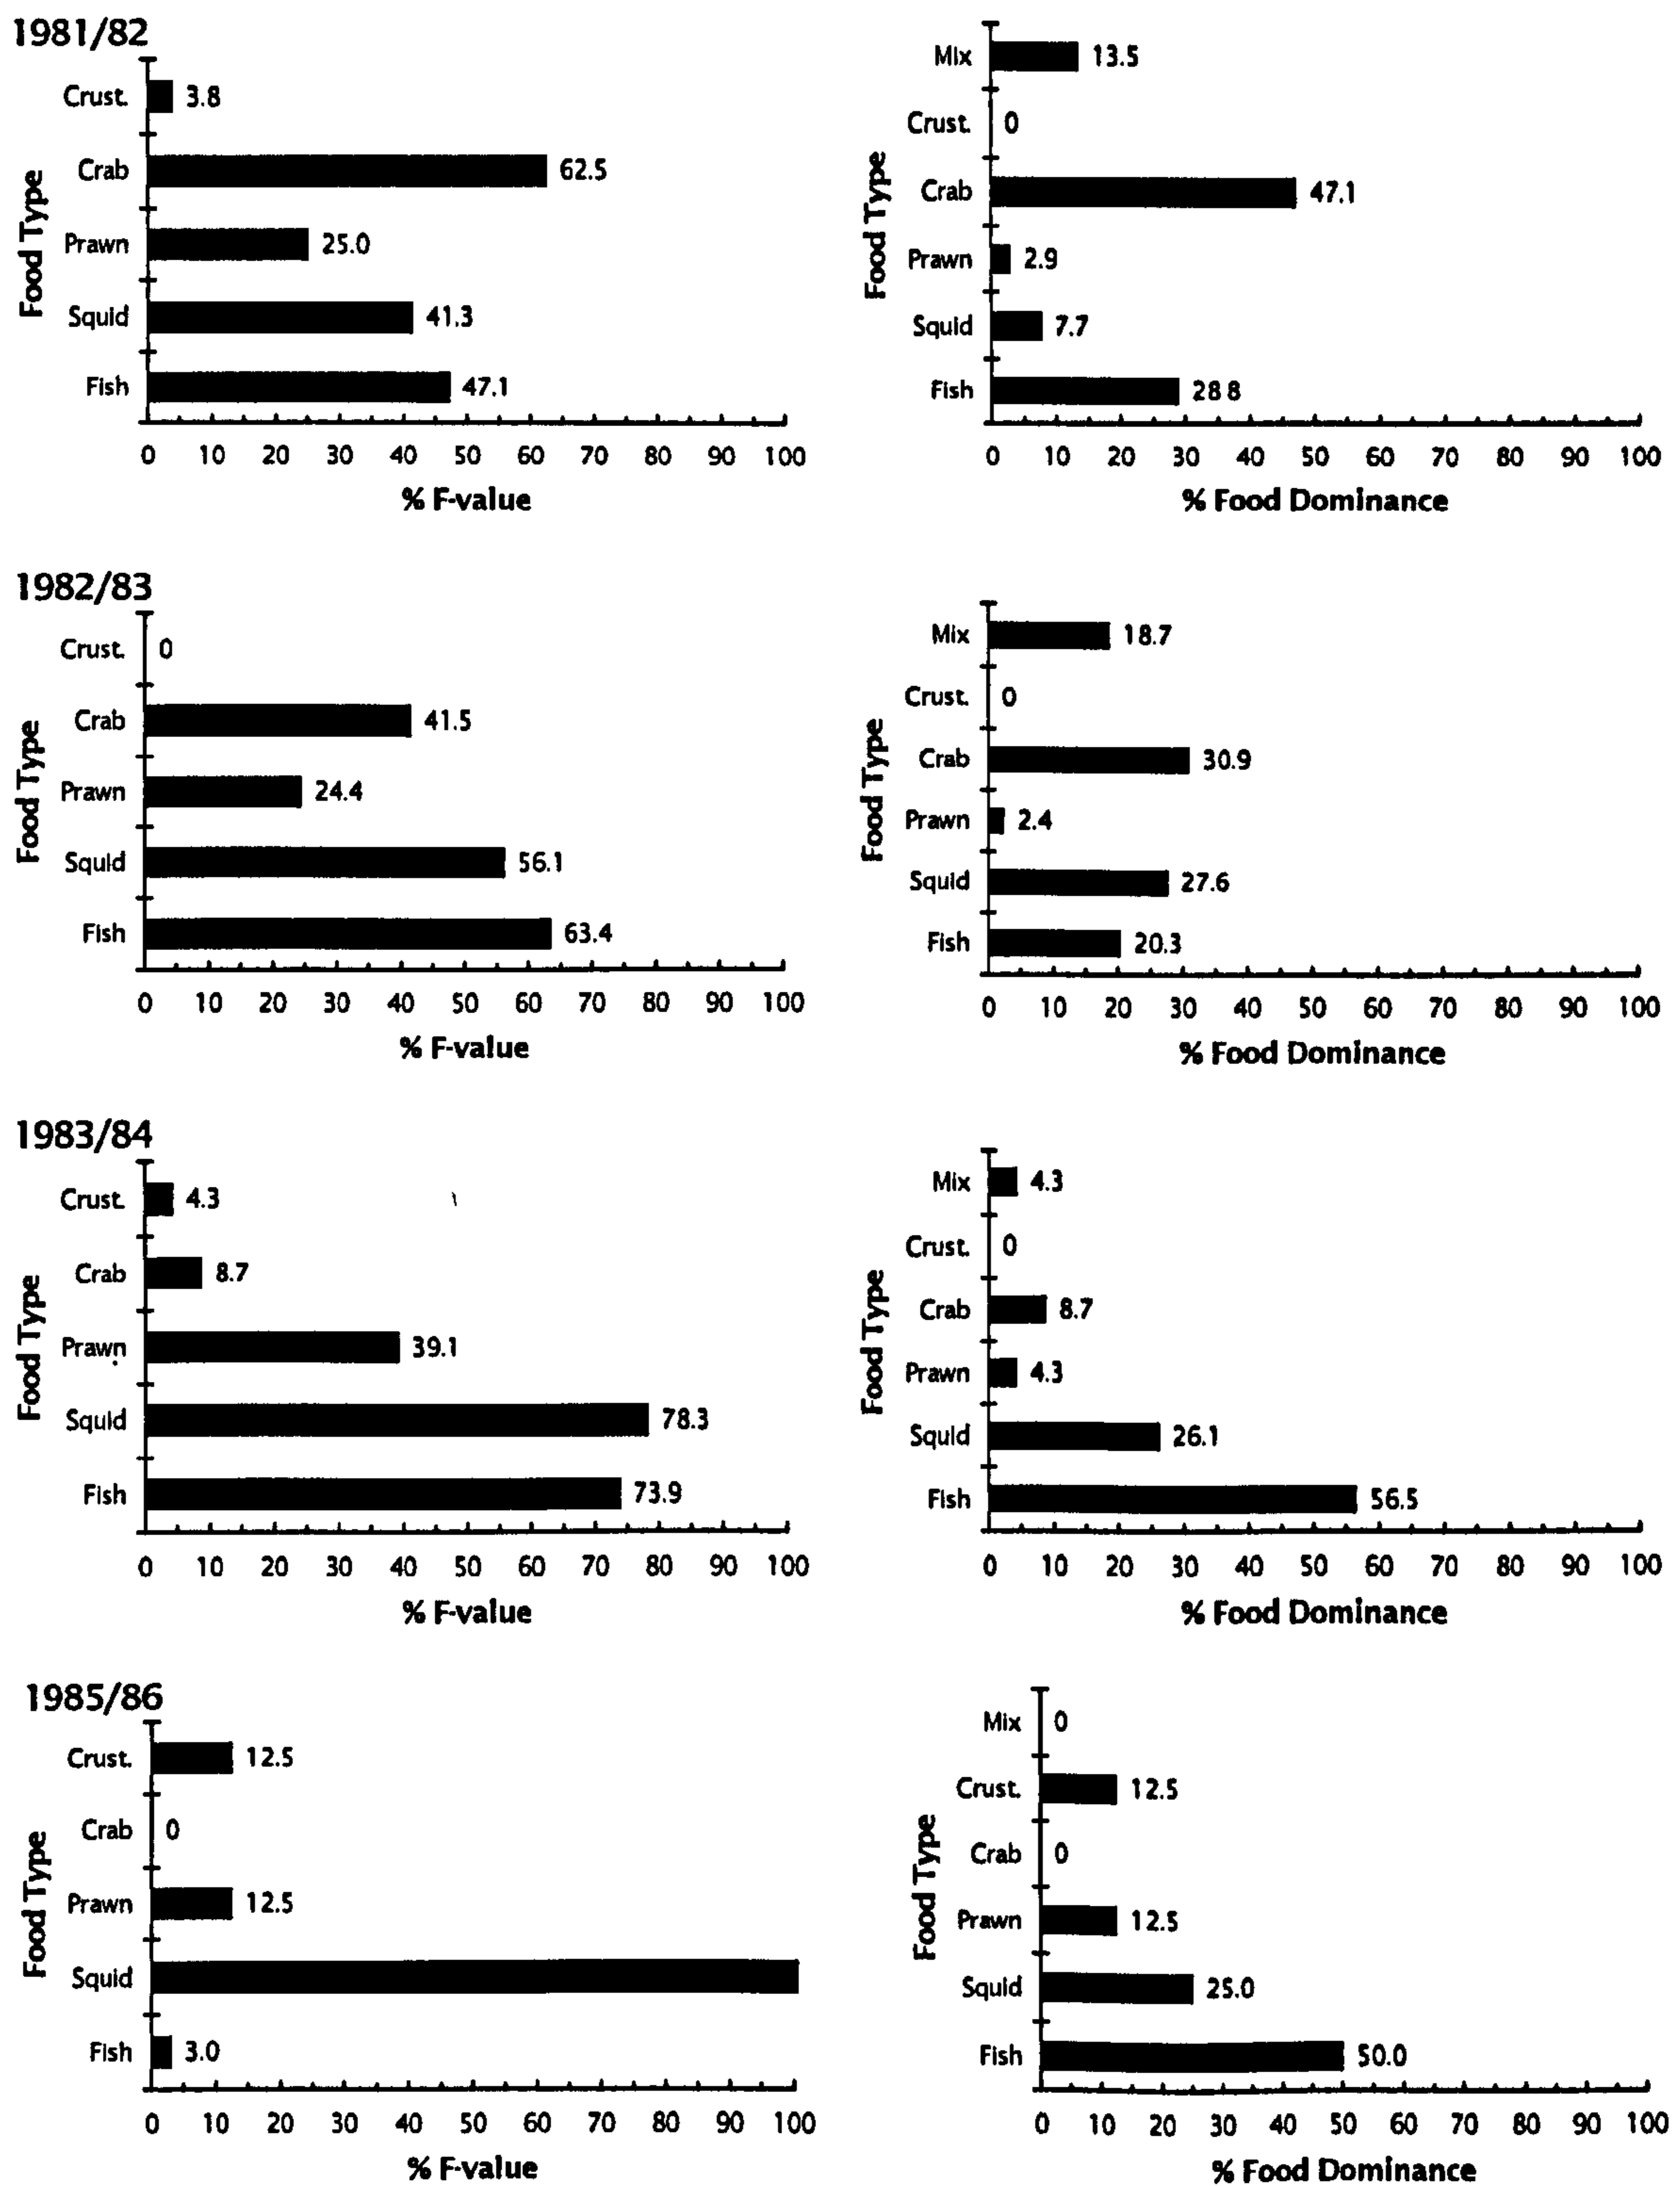 1981/82
Food Type
Crust. 3.8
Crab 62.5
Prawn 25.0
Squid 41.3
Fish 47.1
0 10 20 30 40 50 60 70 80 90 100
% F-value
Food Type
Mix 13.5
Crust. 0
Crab 47.1
Prawn 2.9
Squid 7.7
Fish 28 8
0 10 20 30 40 50 60 70 80 90 100
% Food Dominance
1982/83
Food Type
Crust. 0
Crab 41.5
Prawn 24.4
Squid 56.1
Fish 63.4
0 10 20 30 40 50 60 70 80 90 100
% F-value
Food Type
Mix 18.7
Crust. 0
Crab 30.9
Prawn 2.4
Squid 27.6
Fish 20.3
0 10 20 30 40 50 60 70 80 90 100
% Food Dominance
1983/84
Food Type
Crust. 4.3
Crab 8.7
Prawn 39.1
Squid 78.3
Fish 73.9
0 10 20 30 40 50 60 70 80 90 100
% F-value
Food Type
Mix 4.3
Crust. 0
Crab 8.7
Prawn 4.3
Squid 26.1
Fish 56.5
0 10 20 30 40 50 60 70 80 90 100
% Food Dominance
1985/86
Food Type
Crust. 12.5
Crab 0
Prawn 12.5
Squid
Fish 3.0
0 10 20 30 40 50 60 70 80 90 100
% F-value
Food Type
Mix 0
Crust. 12.5
Crab 0
Prawn 12.5
Squid 25.0
Fish 50.0
0 10 20 30 40 50 60 70 80 90 100
% Food Dominance